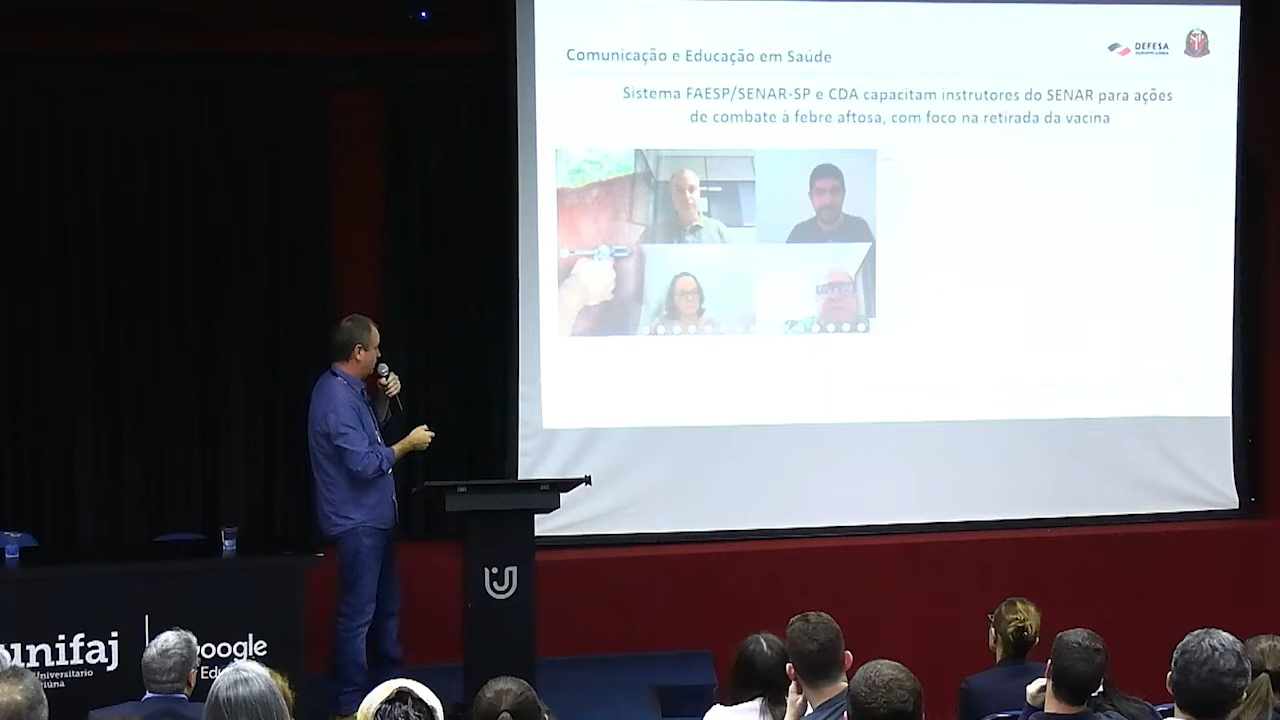 Comunicação e Educação em Saúde
DEFESA
Sistema FAESP/SENAR-SP e CDA capacitam instrutores do SENAR para ações
de combate à febre aftosa, com foco na retirada da vacina
unifaj
Universitario
oogle